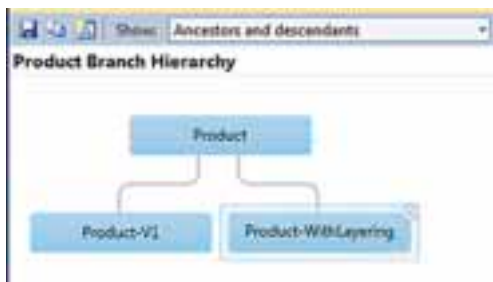 Show: Ancestors and descendants
Product Branch Hierarchy
Product
Product-V1
Product-WithLayering